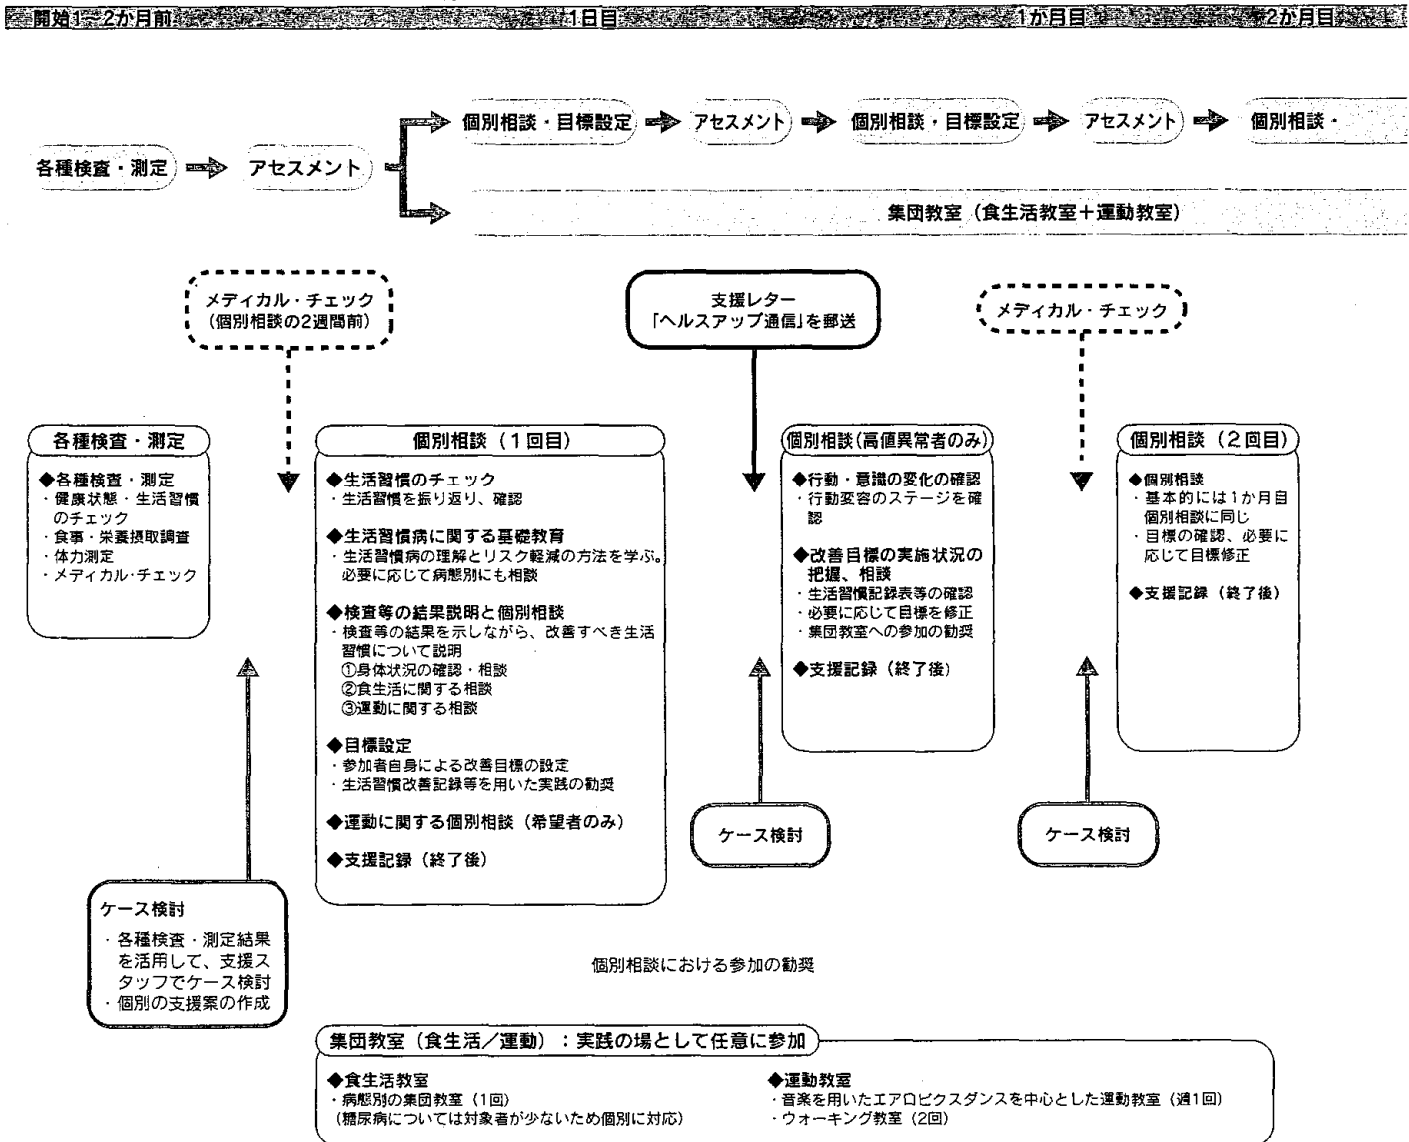 開始1~2か月前 1日目 1か月目 2か月目
個別相談・目標設定 アセスメント 個別相談・目標設定 アセスメント 個別相談・
各種検査・測定 アセスメント
集団教室（食生活教室＋運動教室）
メディカル・チェック
（個別相談の2週間前）
支援レター
「ヘルスアップ通信」を郵送
メディカル・チェック
各種検査・測定
◆各種検査・測定
・健康状態・生活習慣
のチェック
・食事・栄養摂取調査
・体力測定
・メディカル・チェック
個別相談（1回目）
◆生活習慣のチェック
・生活習慣を振り返り、確認
◆生活習慣病に関する基礎教育
・生活習慣病の理解とリスク軽減の方法を学ぶ。
必要に応じて病態別にも相談
◆検査等の結果説明と個別相談
・検査等の結果を示しながら、改善すべき生活
習慣について説明
①身体状況の確認・相談
②食生活に関する相談
③運動に関する相談
◆目標設定
・参加者自身による改善目標の設定
・生活習慣改善記録等を用いた実践の勧奨
◆運動に関する個別相談（希望者のみ）
◆支援記録（終了後）
個別相談（高値異常者のみ）
◆行動・意識の変化の確認
・行動変容のステージを確
認
◆改善目標の実施状況の
把握、相談
・生活習慣記録表等の確認
・必要に応じて目標を修正
・集団教室への参加の勧奨
◆支援記録（終了後）
個別相談（2回目）
◆個別相談
・基本的には1か月目
個別相談に同じ
・目標の確認、必要に
応じて目標修正
◆支援記録（終了後）
ケース検討
ケース検討
ケース検討
・各種検査・測定結果
を活用して、支援ス
タッフでケース検討
・個別の支援案の作成
個別相談における参加の勧奨
集団教室（食生活／運動）：実践の場として任意に参加
◆食生活教室
・病態別の集団教室（1回）
（糖尿病については対象者が少ないため個別に対応）
◆運動教室
・音楽を用いたエアロビクスダンスを中心とした運動教室（週1回）
・ウォーキング教室（2回）